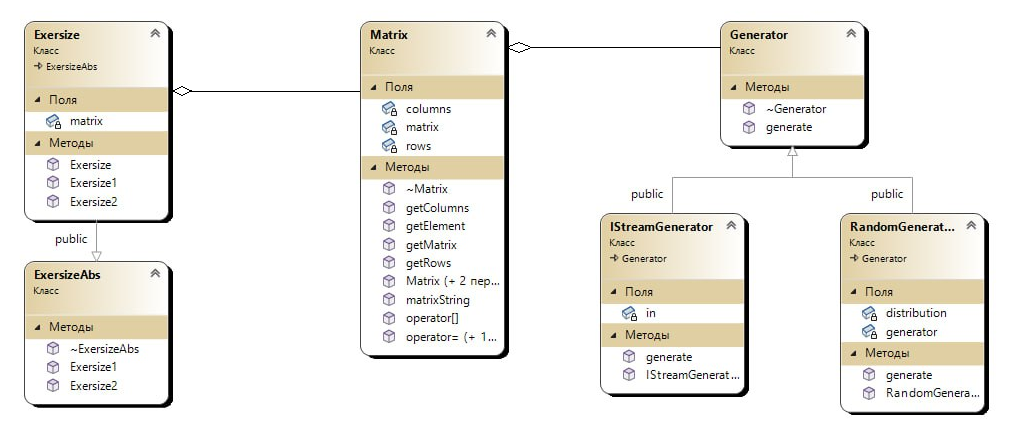 Exersize
Класс
ExersizeAbs
Поля
matrix
Методы
Exersize
Exersize1
Exersize2
public
ExersizeAbs
Класс
Методы
~ExersizeAbs
Exersize1
Exersize2
Matrix
Класс
Поля
columns
matrix
rows
Методы
~Matrix
getColumns
getElement
getMatrix
getRows
Matrix (+ 2 пер...
matrixString
operator[]
operator= (+ 1...
Generator
Класс
Методы
~Generator
generate
public
public
IStreamGenerator
Класс
Generator
Поля
in
Методы
generate
IStreamGenerat...
RandomGenerat...
Класс
Generator
Поля
distribution
generator
Методы
generate
RandomGenera...